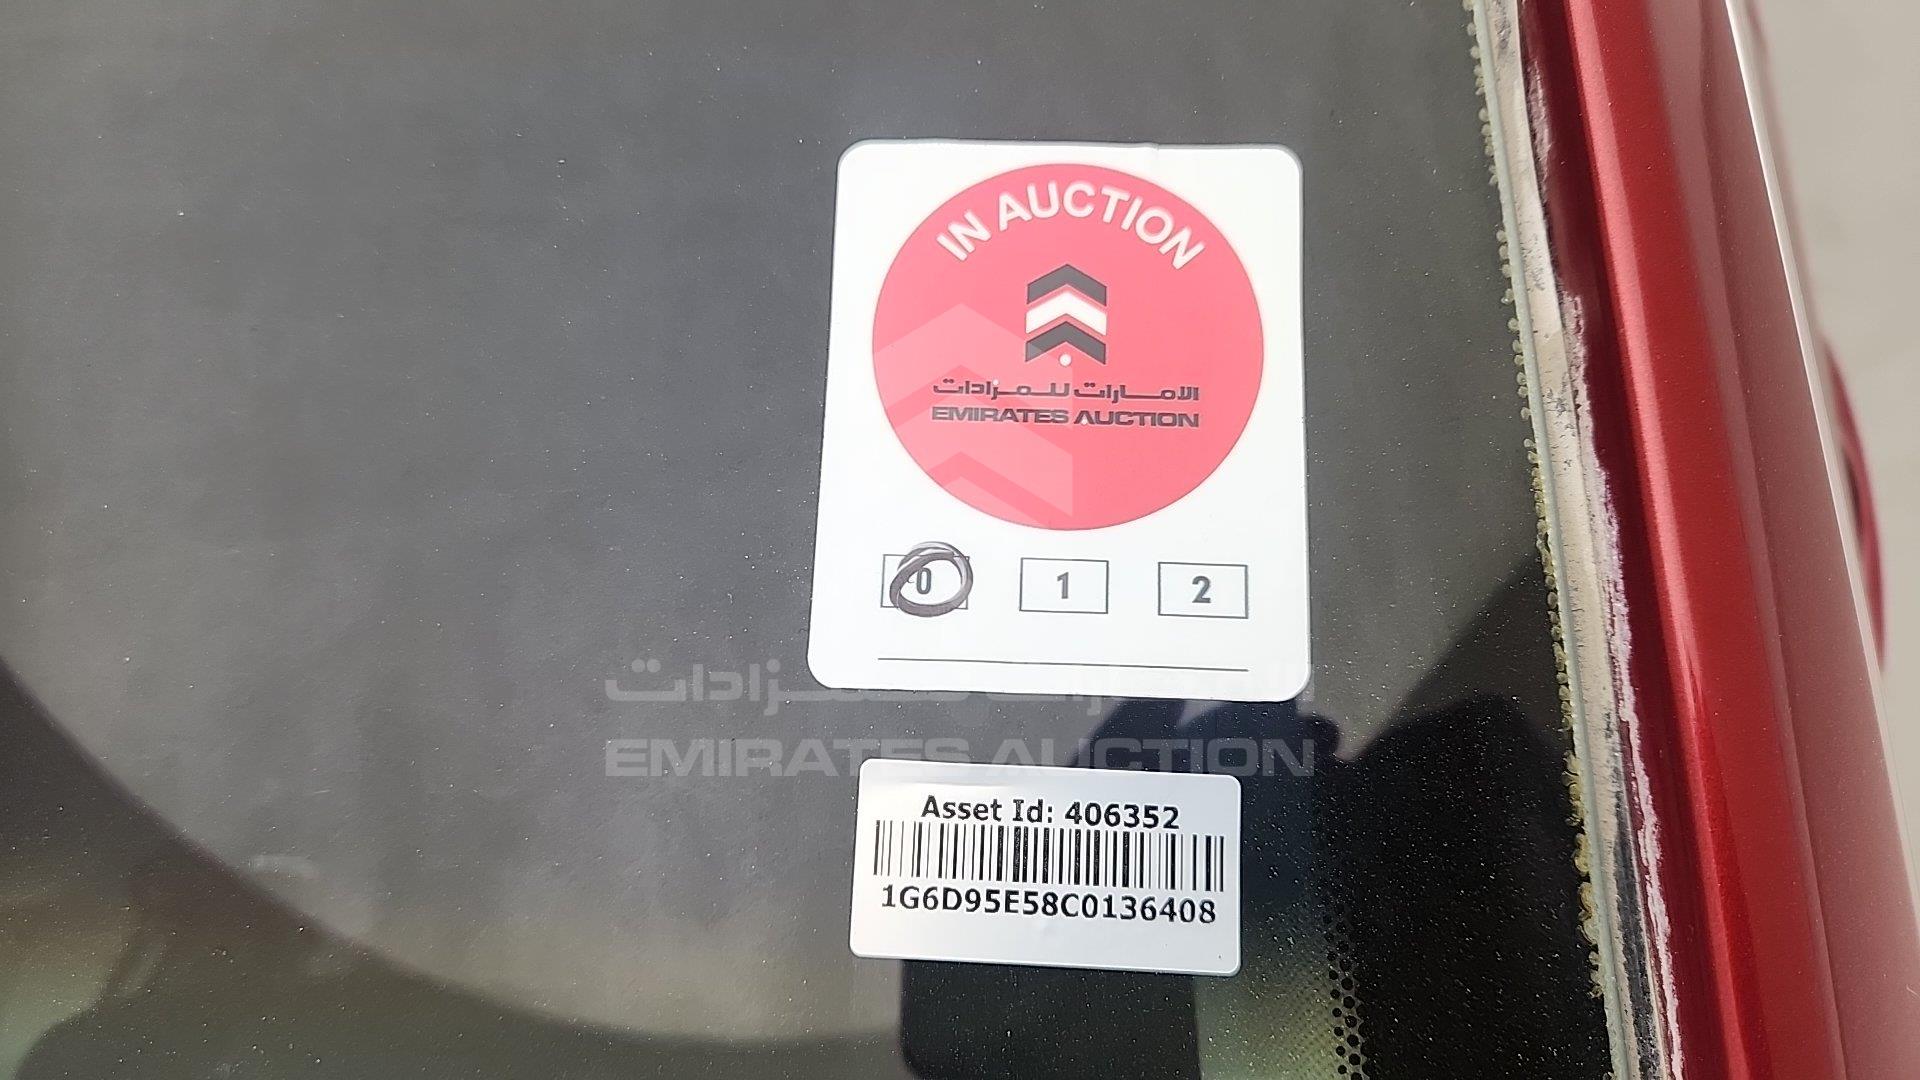 IN AUCTION
الامارات للمزادات
EMIRATES AUCTION
0 1 2
الامارات للمزادات
EMIRATES AUCTION
Asset Id: 406352
1G6D95E58C0136408